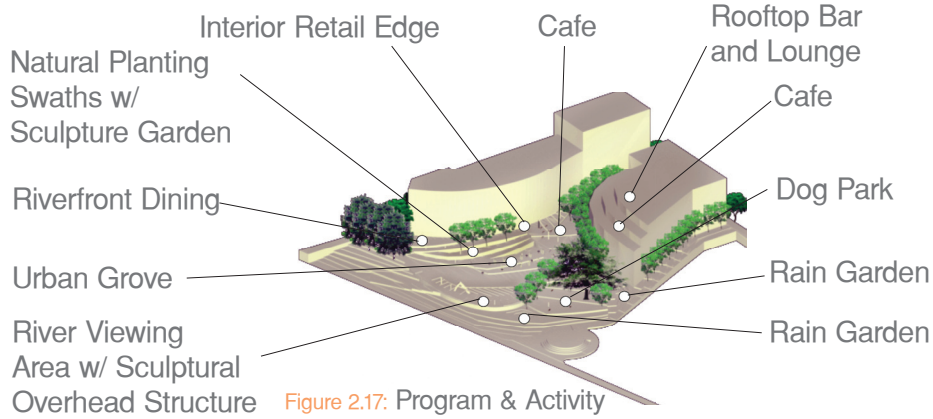 Interior Retail Edge
Cafe
Rooftop Bar
and Lounge
Natural Planting
Swaths w/
Sculpture Garden
Cafe
Riverfront Dining
Dog Park
Urban Grove
Rain Garden
River Viewing
Area w/ Sculptural
Overhead Structure
Rain Garden
Figure 2.17: Program & Activity